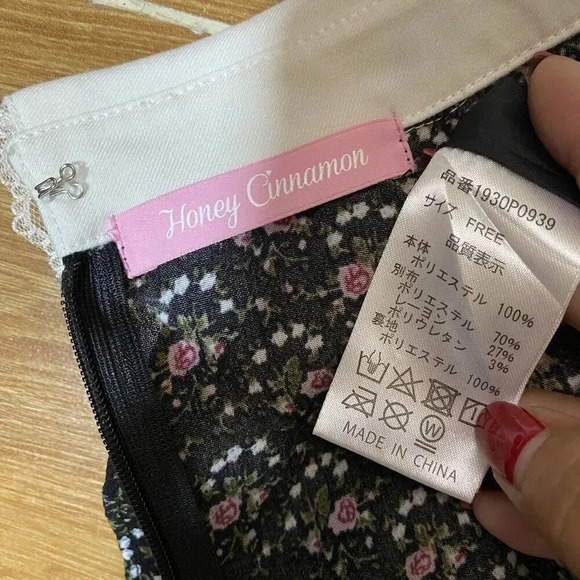 Honey Cinnamon
品番1930P0939
サイズ FREE
品質表示
本体
ポリエステル 100%
別布
ポリエステル 70%
レーヨン 27%
ポリウレタン 3%
裏地
ポリエステル 100%
W
MADE IN CHINA